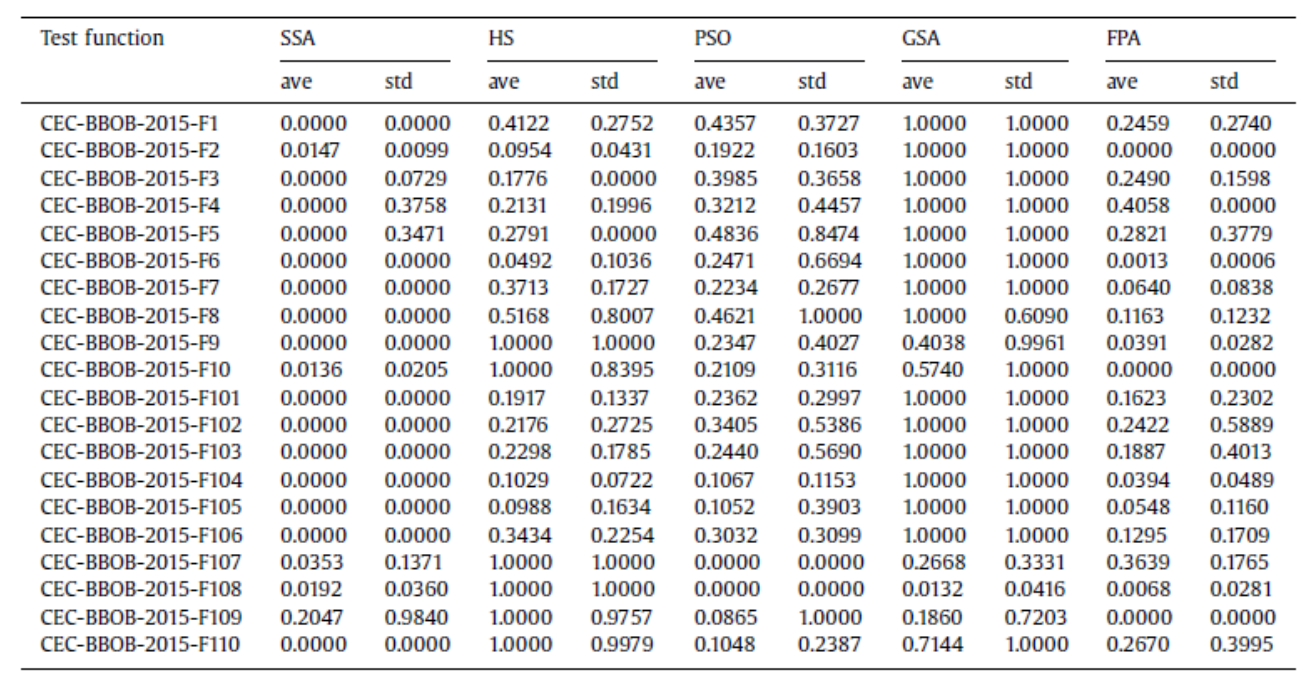 Test function SSA HS PSO GSA FPA
ave std ave std ave std ave std ave std
CEC-BBOB-2015-F1 0.0000 0.0000 0.4122 0.2752 0.4357 0.3727 1.0000 1.0000 0.2459 0.2740
CEC-BBOB-2015-F2 0.0147 0.0099 0.0954 0.0431 0.1922 0.1603 1.0000 1.0000 0.0000 0.0000
CEC-BBOB-2015-F3 0.0000 0.0729 0.1776 0.0000 0.3985 0.3658 1.0000 1.0000 0.2490 0.1598
CEC-BBOB-2015-F4 0.0000 0.3758 0.2131 0.1996 0.3212 0.4457 1.0000 1.0000 0.4058 0.0000
CEC-BBOB-2015-F5 0.0000 0.3471 0.2791 0.0000 0.4836 0.8474 1.0000 1.0000 0.2821 0.3779
CEC-BBOB-2015-F6 0.0000 0.0000 0.0492 0.1036 0.2471 0.6694 1.0000 1.0000 0.0013 0.0006
CEC-BBOB-2015-F7 0.0000 0.0000 0.3713 0.1727 0.2234 0.2677 1.0000 1.0000 0.0640 0.0838
CEC-BBOB-2015-F8 0.0000 0.0000 0.5168 0.8007 0.4621 1.0000 1.0000 0.6090 0.1163 0.1232
CEC-BBOB-2015-F9 0.0000 0.0000 1.0000 1.0000 0.2347 0.4027 0.4038 0.9961 0.0391 0.0282
CEC-BBOB-2015-F10 0.0136 0.0205 1.0000 0.8395 0.2109 0.3116 0.5740 1.0000 0.0000 0.0000
CEC-BBOB-2015-F101 0.0000 0.0000 0.1917 0.1337 0.2362 0.2997 1.0000 1.0000 0.1623 0.2302
CEC-BBOB-2015-F102 0.0000 0.0000 0.2176 0.2725 0.3405 0.5386 1.0000 1.0000 0.2422 0.5889
CEC-BBOB-2015-F103 0.0000 0.0000 0.2298 0.1785 0.2440 0.5690 1.0000 1.0000 0.1887 0.4013
CEC-BBOB-2015-F104 0.0000 0.0000 0.1029 0.0722 0.1067 0.1153 1.0000 1.0000 0.0394 0.0489
CEC-BBOB-2015-F105 0.0000 0.0000 0.0988 0.1634 0.1052 0.3903 1.0000 1.0000 0.0548 0.1160
CEC-BBOB-2015-F106 0.0000 0.0000 0.3434 0.2254 0.3032 0.3099 1.0000 1.0000 0.1295 0.1709
CEC-BBOB-2015-F107 0.0353 0.1371 1.0000 1.0000 0.0000 0.0000 0.2668 0.3331 0.3639 0.1765
CEC-BBOB-2015-F108 0.0192 0.0360 1.0000 1.0000 0.0000 0.0000 0.0132 0.0416 0.0068 0.0281
CEC-BBOB-2015-F109 0.2047 0.9840 1.0000 0.9757 0.0865 1.0000 0.1860 0.7203 0.0000 0.0000
CEC-BBOB-2015-F110 0.0000 0.0000 1.0000 0.9979 0.1048 0.2387 0.7144 1.0000 0.2670 0.3995